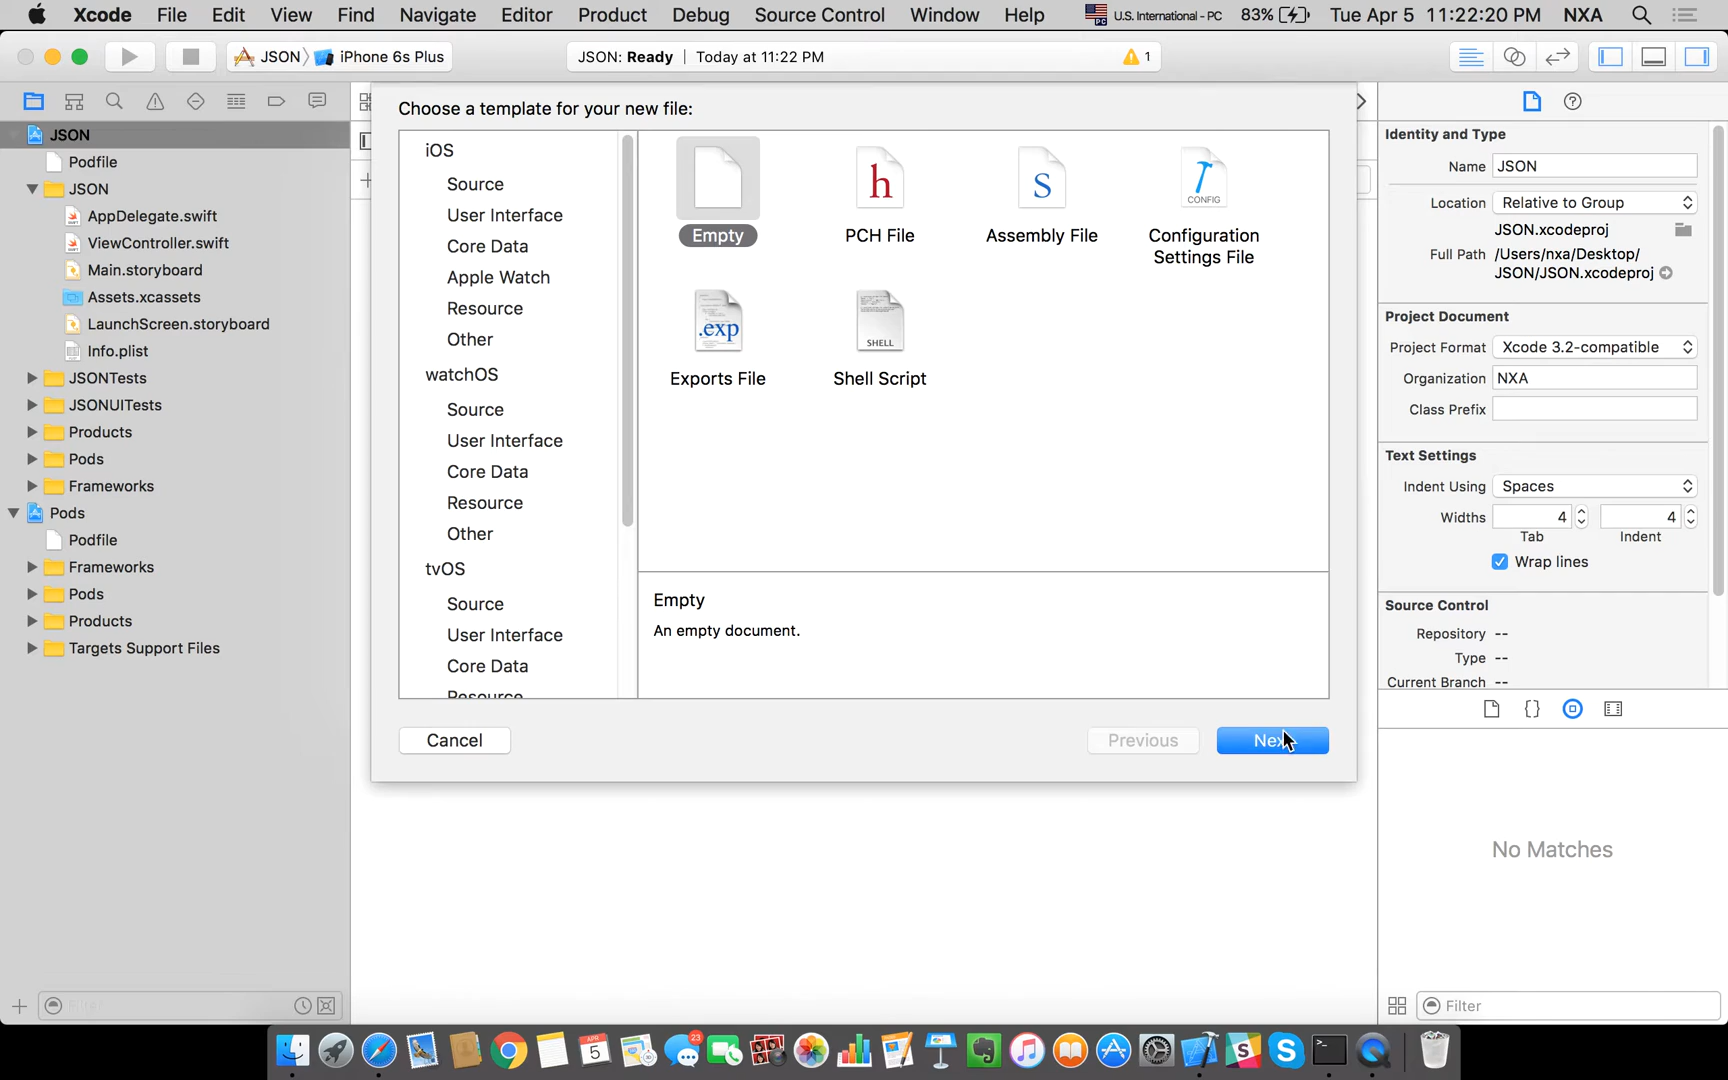 Xcode File Edit View Find Navigate Editor Product Debug Source Control Window Help U.S. International - PC 83% Tue Apr 5 11:22:20 PM NXA
JSON iPhone 6s Plus
JSON: Ready Today at 11:22 PM 1
JSON
Podfile
JSON
AppDelegate.swift
ViewController.swift
Main.storyboard
Assets.xcassets
LaunchScreen.storyboard
Info.plist
JSONTests
JSONUITests
Products
Pods
Frameworks
Pods
Podfile
Frameworks
Pods
Products
Targets Support Files
Choose a template for your new file:
iOS
Source
User Interface
Core Data
Apple Watch
Resource
Other
watchOS
Source
User Interface
Core Data
Resource
Other
tvOS
Source
User Interface
Core Data
Resource
Empty
h
PCH File
S
Assembly File
CONFIG
Configuration
Settings File
.exp
Exports File
SHELL
Shell Script
Empty
An empty document.
Cancel
Previous
Next
Identity and Type
Name JSON
Location Relative to Group
JSON.xcodeproj
Full Path /Users/nxa/Desktop/
JSON/JSON.xcodeproj
Project Document
Project Format Xcode 3.2-compatible
Organization NXA
Class Prefix
Text Settings
Indent Using Spaces
Widths 4 4
Tab Indent
Wrap lines
Source Control
Repository --
Type --
Current Branch --
{}
No Matches
Filter
Filter
5
23